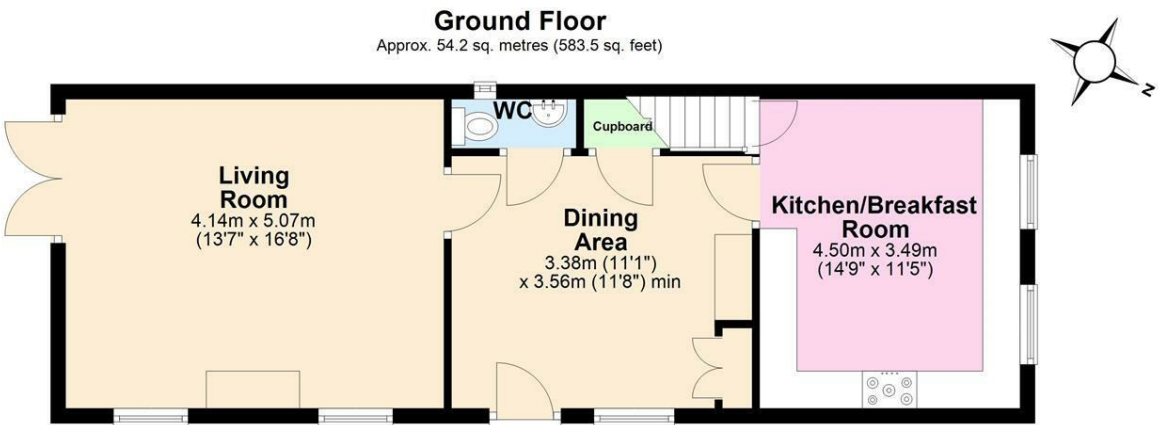 Ground Floor
Approx. 54.2 sq. metres (583.5 sq. feet)
N
WC
Cupboard
Living
Room
4.14m x 5.07m
(13'7" x 16'8")
Dining
Area
3.38m (11'1")
x 3.56m (11'8") min
Kitchen/Breakfast
Room
4.50m x 3.49m
(14'9" x 11'5")